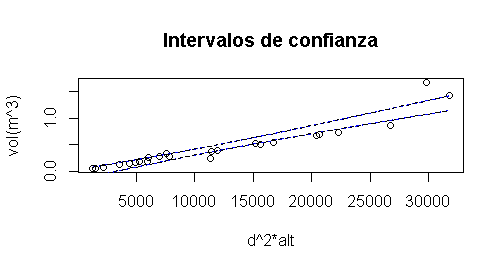 Intervalos de confianza
vol(m^3)
1.0
0.0
5000 10000 15000 20000 25000 30000
d^2*alt